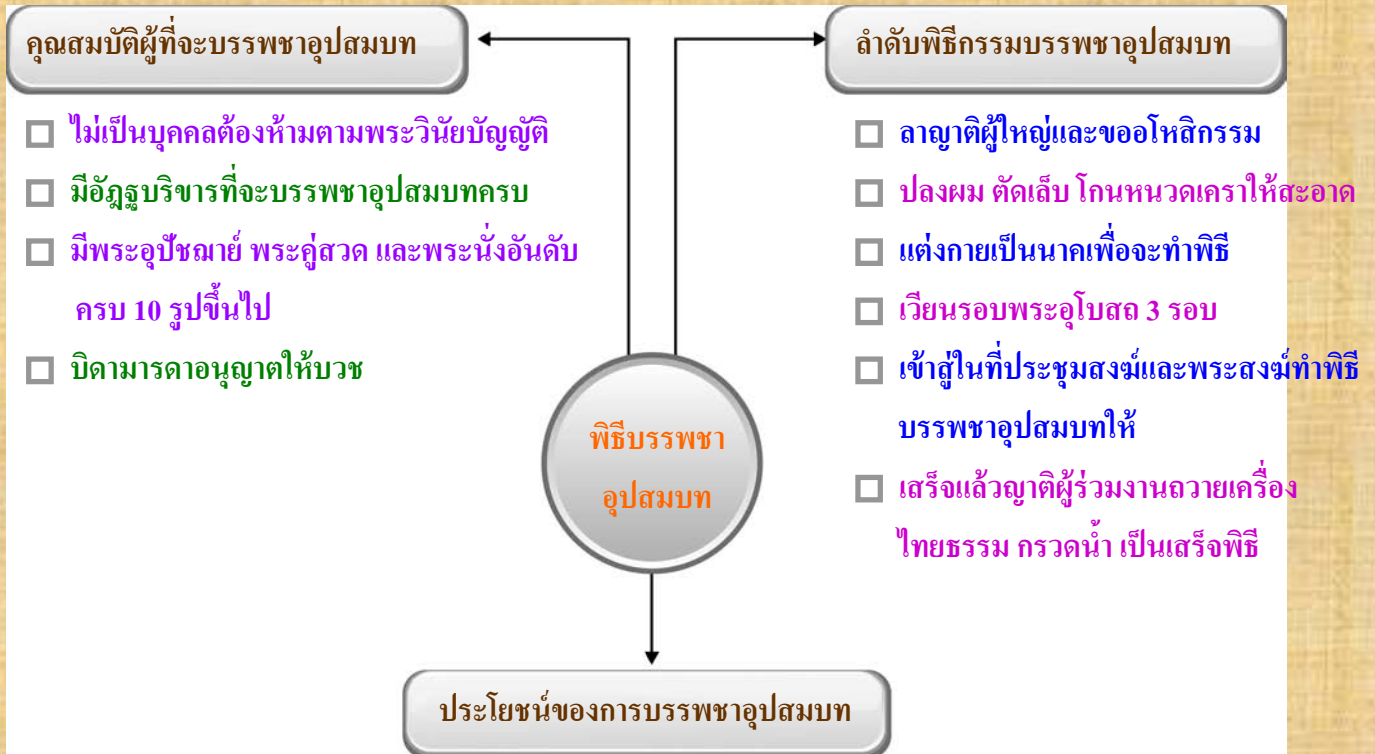 คุณสมบัติผู้ที่จะบรรพชาอุปสมบท
ไม่เป็นบุคคลต้องห้ามตามพระวินัยบัญญัติ
มีอัฏฐบริขารที่จะบรรพชาอุปสมบทครบ
มีพระอุปัชฌาย์ พระคู่สวด และพระนั่งอันดับ
ครบ 10 รูปขึ้นไป
บิดามารดาอนุญาตให้บวช
ลำดับพิธีกรรมบรรพชาอุปสมบท
ลาญาติผู้ใหญ่และขออโหสิกรรม
ปลงผม ตัดเล็บ โกนหนวดเคราให้สะอาด
แต่งกายเป็นนาคเพื่อจะทำพิธี
เวียนรอบพระอุโบสถ 3 รอบ
เข้าสู่ในที่ประชุมสงฆ์และพระสงฆ์ทำพิธี
บรรพชาอุปสมบทให้
เสร็จแล้วญาติผู้ร่วมงานถวายเครื่อง
ไทยธรรม กรวดน้ำ เป็นเสร็จพิธี
พิธีบรรพชา
อุปสมบท
ประโยชน์ของการบรรพชาอุปสมบท